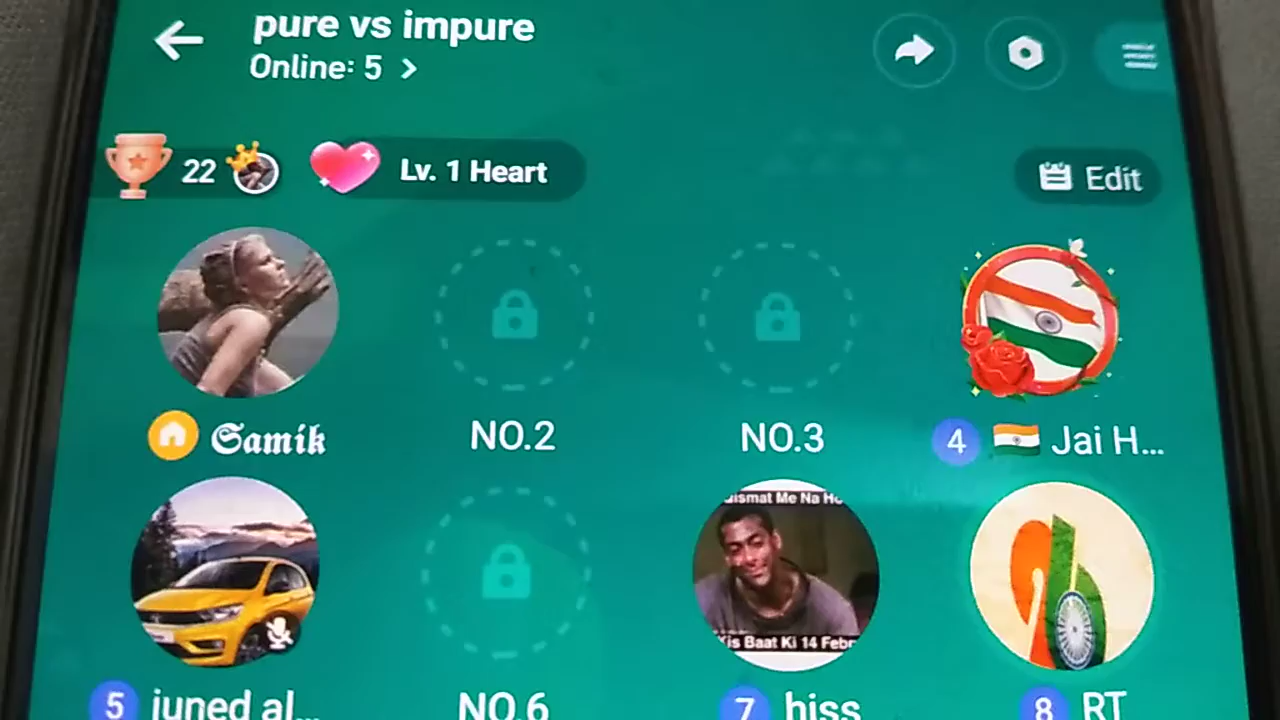 pure vs impure
Online: 5 >
22
Lv. 1 Heart
Edit
𝕾𝖆𝖒𝖎𝖐
NO.2
NO.3
4 🇮🇳 Jai H...
ismat Me Na Ho
Kis Baat Ki 14 Febr
5 juned al...
NO.6
7 hiss
8 RT